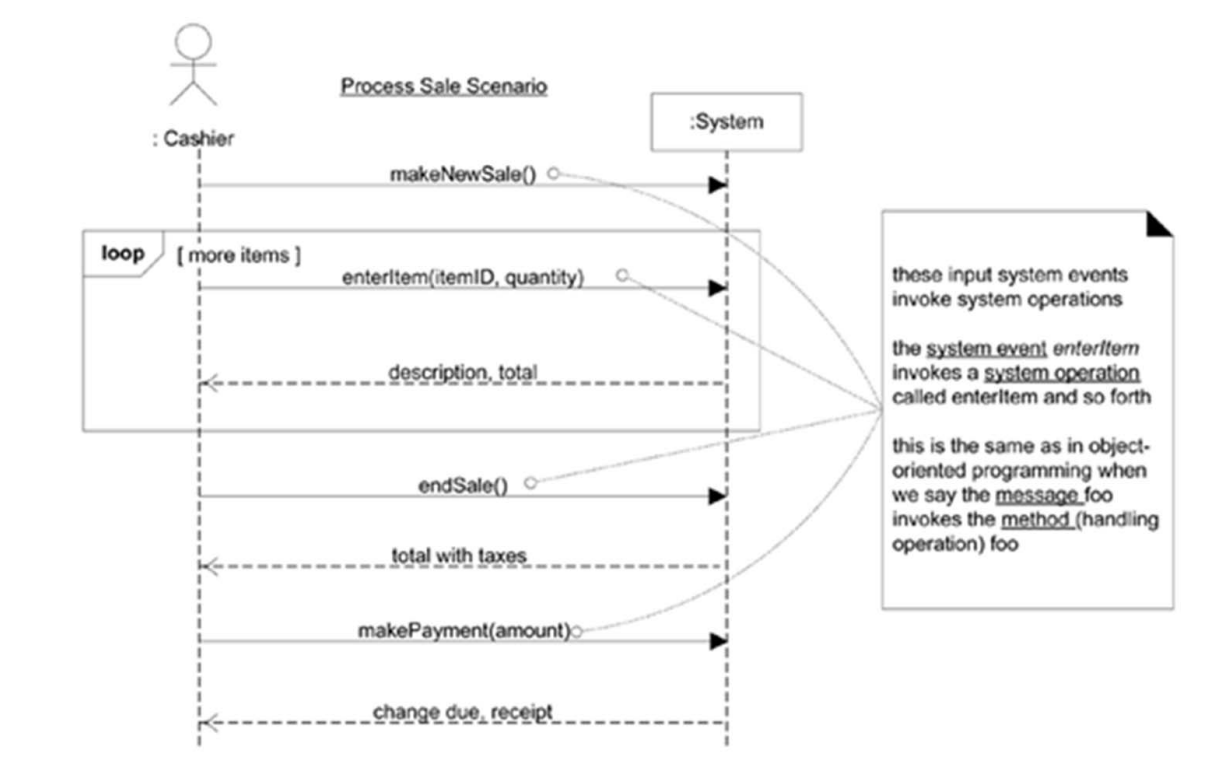 Process Sale Scenario
: Cashier
:System
makeNewSale()
loop
[ more items ]
enterItem(itemID, quantity)
description, total
endSale()
total with taxes
makePayment(amount)
change due, receipt
these input system events
invoke system operations
the system event enterItem
invokes a system operation
called enterItem and so forth
this is the same as in object-
oriented programming when
we say the message foo
invokes the method (handling
operation) foo